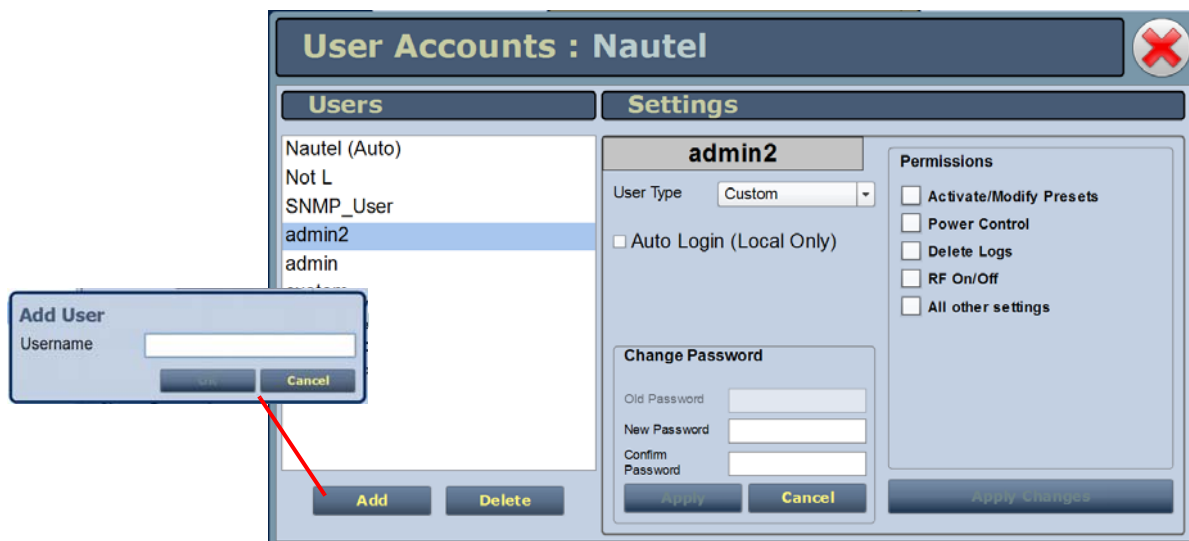 User Accounts : Nautel
Users
Nautel (Auto)
Not L
SNMP_User
admin2
admin
Add User
Username
OK
Cancel
Add
Delete
Settings
admin2
User Type
Custom
Auto Login (Local Only)
Change Password
Old Password
New Password
Confirm
Password
Apply
Cancel
Permissions
Activate/Modify Presets
Power Control
Delete Logs
RF On/Off
All other settings
Apply Changes